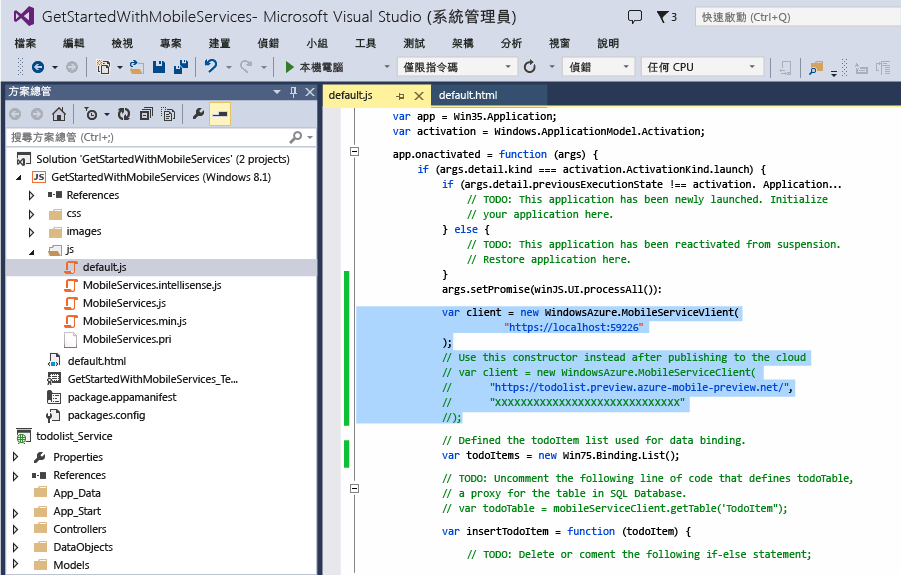 GetStartedWithMobileServices- Microsoft Visual Studio (系統管理員)
3
快速啟動 (Ctrl+Q)
檔案 編輯 檢視 專案 建置 偵錯 小組 工具 測試 架構 分析 視窗 說明
本機電腦 僅限指令碼 偵錯 任何 CPU
方案總管
搜尋方案總管 (Ctrl+;)
Solution 'GetStartedWithMobileServices' (2 projects)
JS GetStartedWithMobileServices (Windows 8.1)
References
css
images
js
default.js
MobileServices.intellisense.js
MobileServices.js
MobileServices.min.js
MobileServices.pri
default.html
GetStartedWithMobileServices_Te...
package.appamanifest
packages.config
todolist_Service
Properties
References
App_Data
App_Start
Controllers
DataObjects
Models
default.js default.html
var app = Win35.Application;
var activation = Windows.ApplicationModel.Activation;
app.onactivated = function (args) {
if (args.detail.kind === activation.ActivationKind.launch) {
if (args.detail.previousExecutionState !== activation. Application...
// TODO: This application has been newly launched. Initialize
// your application here.
} else {
// TODO: This application has been reactivated from suspension.
// Restore application here.
}
args.setPromise(winJS.UI.processAll()):
var client = new WindowsAzure.MobileServiceVlient(
"https://localhost:59226"
);
// Use this constructor instead after publishing to the cloud
// var client = new WindowsAzure.MobileServiceClient(
// "https://todolist.preview.azure-mobile-preview.net/",
// "XXXXXXXXXXXXXXXXXXXXXXXXXXXXX"
//);
// Defined the todoItem list used for data binding.
var todoItems = new Win75.Binding.List();
// TODO: Uncomment the following line of code that defines todoTable,
// a proxy for the table in SQL Database.
// var todoTable = mobileServiceClient.getTable('TodoItem");
var insertTodoItem = function (todoItem) {
// TODO: Delete or coment the following if-else statement;